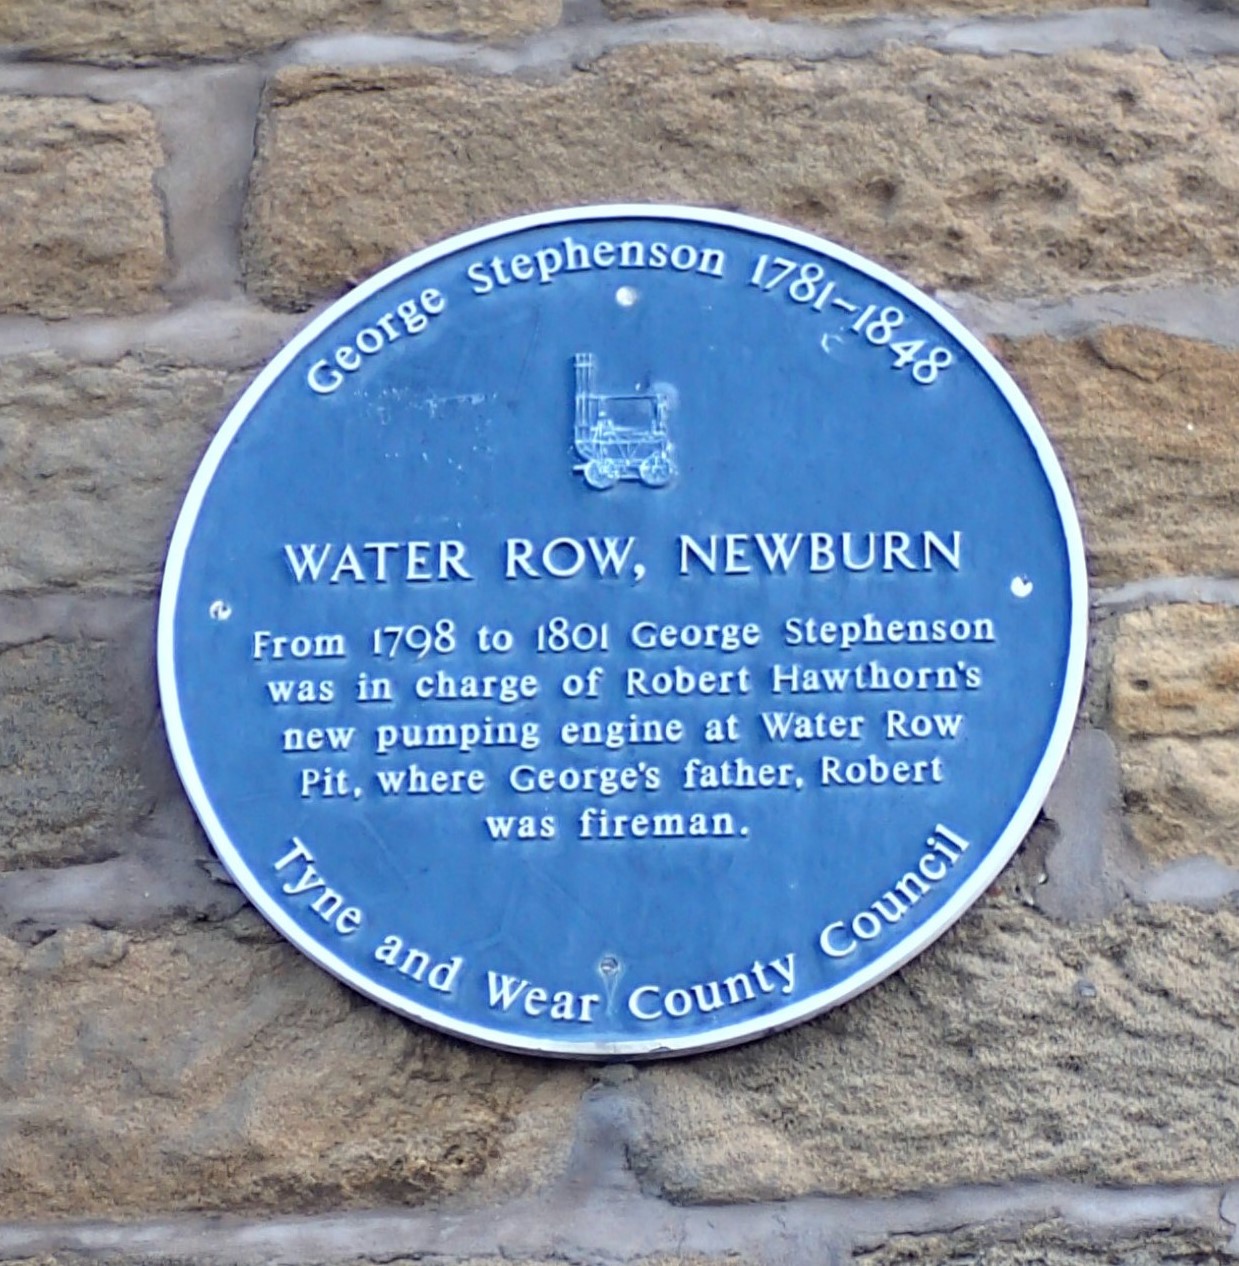 George Stephenson 1781-1848
WATER ROW, NEWBURN
From 1798 to 1801 George Stephenson
was in charge of Robert Hawthorn's
new pumping engine at Water Row
Pit, where George's father, Robert
was fireman.
Tyne and Wear County Council